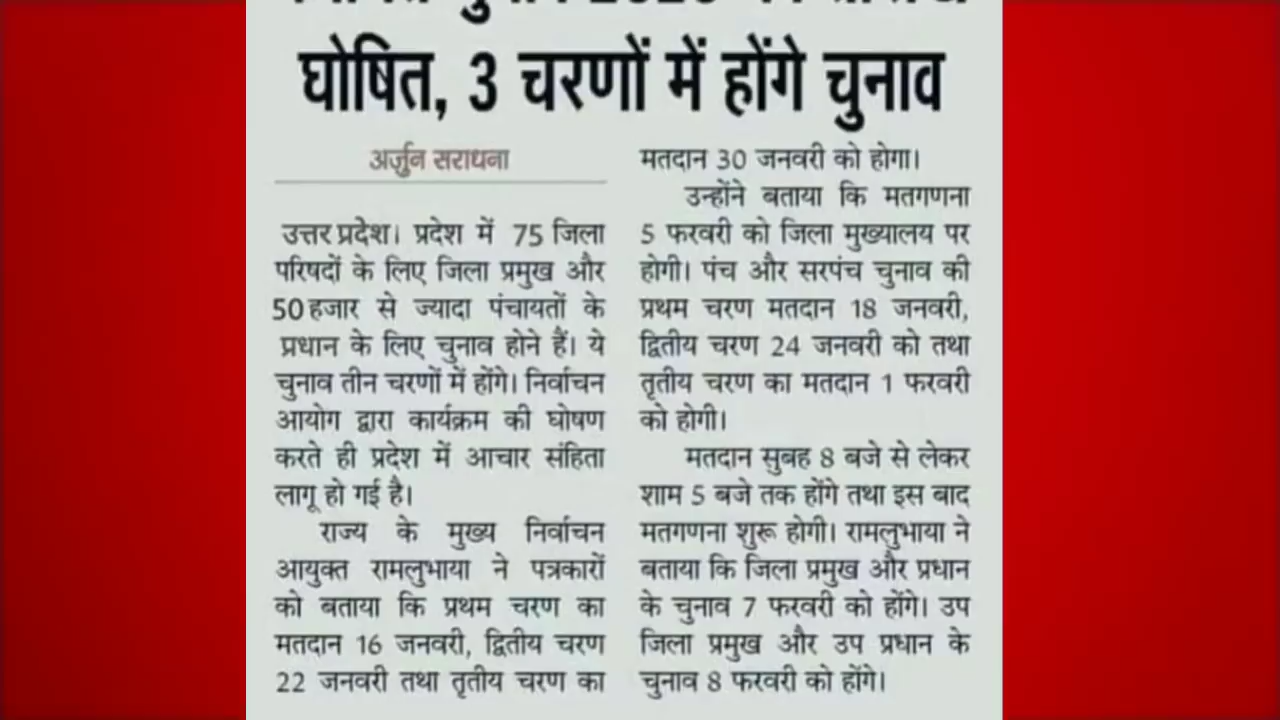 घोषित, 3 चरणों में होंगे चुनाव
अर्जुन सराधना
उत्तर प्रदेश। प्रदेश में 75 जिला
परिषदों के लिए जिला प्रमुख और
50 हजार से ज्यादा पंचायतों के
प्रधान के लिए चुनाव होने हैं। ये
चुनाव तीन चरणों में होंगे। निर्वाचन
आयोग द्वारा कार्यक्रम की घोषण
करते ही प्रदेश में आचार संहिता
लागू हो गई है।
राज्य के मुख्य निर्वाचन
आयुक्त रामलुभाया ने पत्रकारों
को बताया कि प्रथम चरण का
मतदान 16 जनवरी, द्वितीय चरण
22 जनवरी तथा तृतीय चरण का
मतदान 30 जनवरी को होगा।
उन्होंने बताया कि मतगणना
5 फरवरी को जिला मुख्यालय पर
होगी। पंच और सरपंच चुनाव की
प्रथम चरण मतदान 18 जनवरी,
द्वितीय चरण 24 जनवरी को तथा
तृतीय चरण का मतदान 1 फरवरी
को होगी।
मतदान सुबह 8 बजे से लेकर
शाम 5 बजे तक होंगे तथा इस बाद
मतगणना शुरू होगी। रामलुभाया ने
बताया कि जिला प्रमुख और प्रधान
के चुनाव 7 फरवरी को होंगे। उप
जिला प्रमुख और उप प्रधान के
चुनाव 8 फरवरी को होंगे।